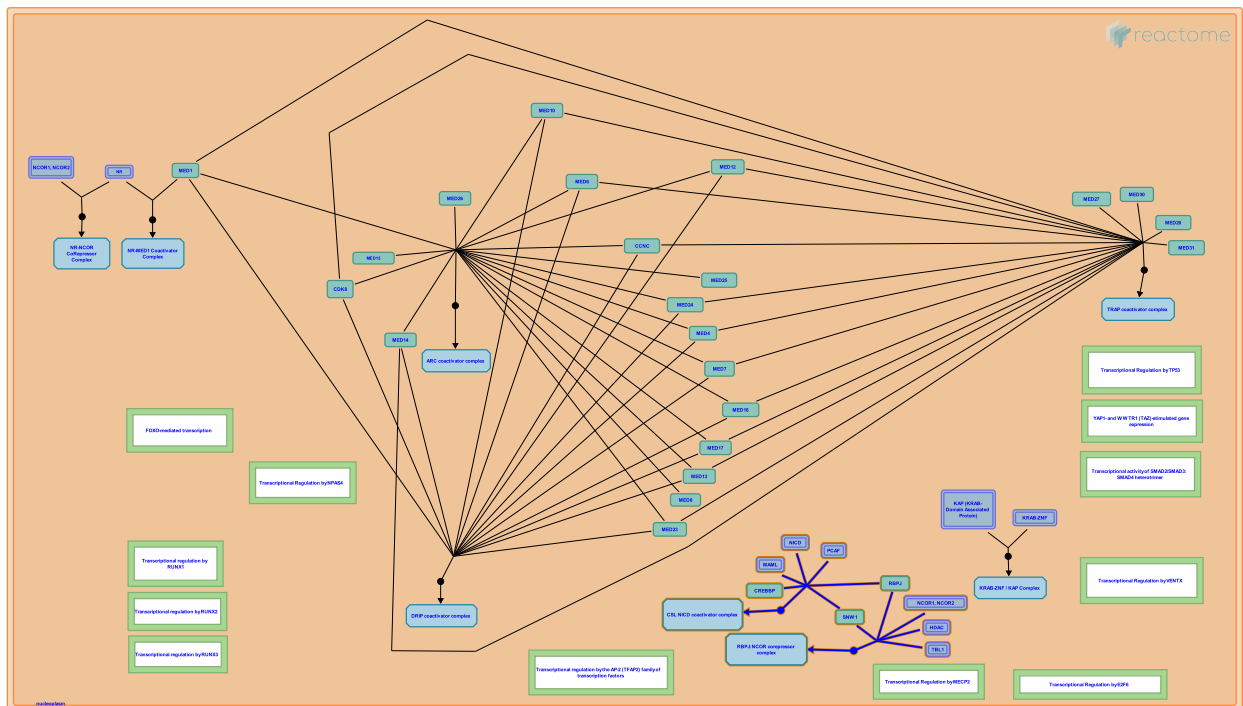 reactome
MED10
NCOR1, NCOR2
NR
MED1
MED12
MED8
MED27
MED30
MED26
MED28
MED31
CCNC
MED15
NR-NCOR
CoRepressor
Complex
NR-MED1 Coactivator
Complex
CDK8
MED25
MED24
TRAP coactivator complex
MED14
MED4
ARC coactivator complex
MED7
Transcriptional Regulation by TP53
MED16
YAP1- and WWTR1 (TAZ)-stimulated gene
expression
FOXO-mediated transcription
MED17
MED13
Transcriptional activity of SMAD2/SMAD3:
SMAD4 heterotrimer
Transcriptional Regulation by NPAS4
MED6
KAP (KRAB-
Domain Associated
Protein)
KRAB-ZNF
MED23
NICD
PCAF
MAML
Transcriptional regulation by
RUNX1
CREBBP
RBPJ
KRAB-ZNF / KAP Complex
Transcriptional Regulation by VENTX
NCOR1, NCOR2
Transcriptional regulation by RUNX2
DRIP coactivator complex
CSL NICD coactivator complex
SNW1
HDAC
TBL1
RBPJ:NCOR corepressor
complex
Transcriptional regulation by RUNX3
Transcriptional regulation by the AP-2 (TFAP2) family of
transcription factors
Transcriptional Regulation by MECP2
Transcriptional Regulation by E2F6
nucleoplasm